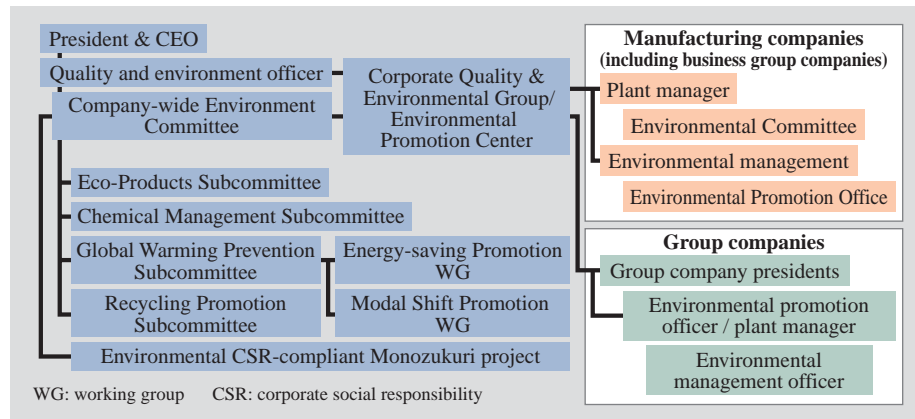 President & CEO
Quality and environment officer
Company-wide Environment
Committee
Corporate Quality &
Environmental Group/
Environmental
Promotion Center
Eco-Products Subcommittee
Chemical Management Subcommittee
Global Warming Prevention
Subcommittee
Energy-saving Promotion
WG
Recycling Promotion
Subcommittee
Modal Shift Promotion
WG
Environmental CSR-compliant Monozukuri project
WG: working group CSR: corporate social responsibility
Manufacturing companies
(including business group companies)
Plant manager
Environmental Committee
Environmental management
Environmental Promotion Office
Group companies
Group company presidents
Environmental promotion
officer / plant manager
Environmental
management officer